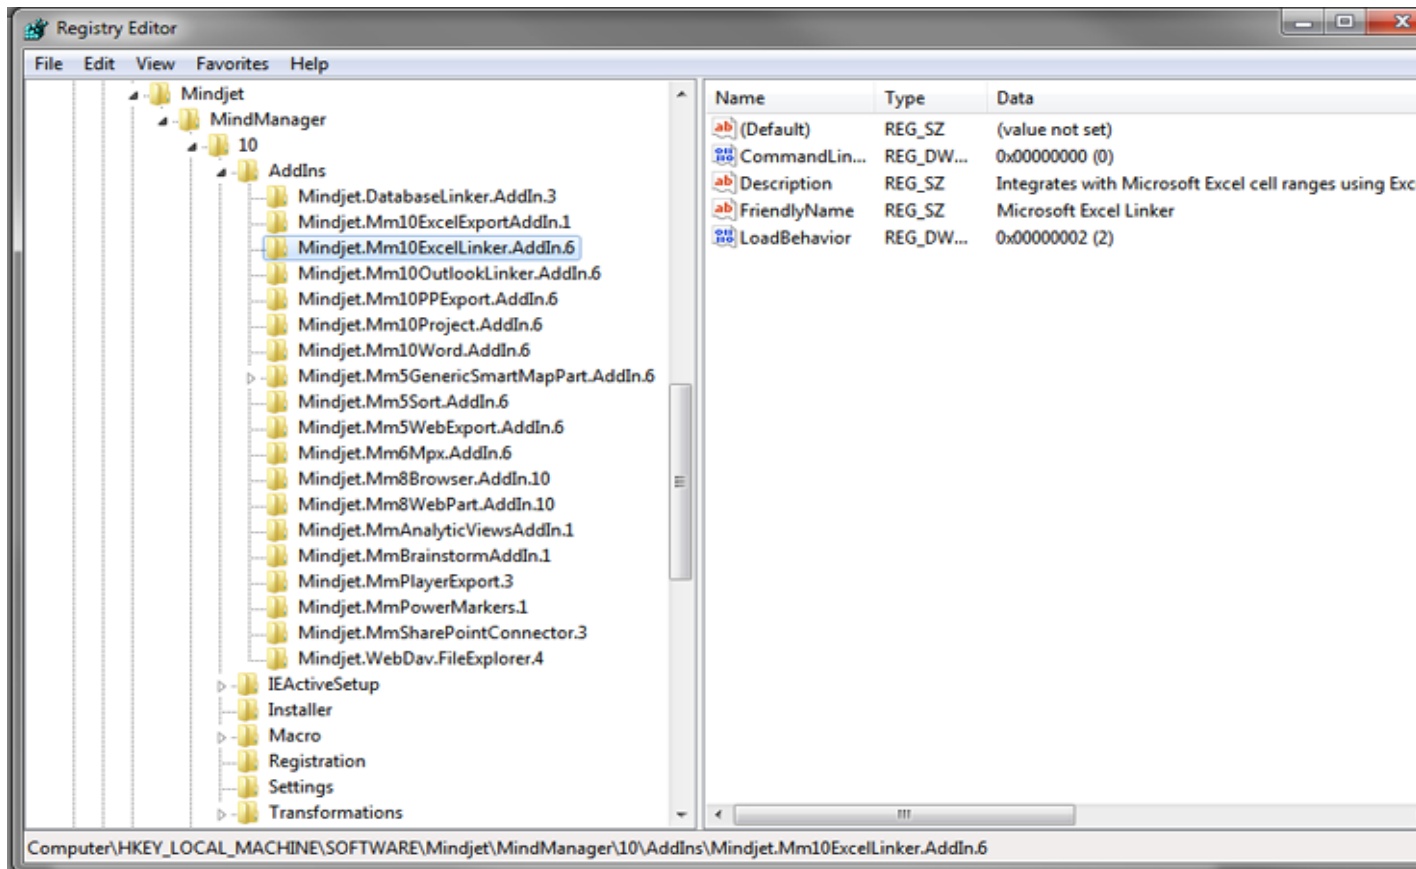 Registry Editor
File Edit View Favorites Help
Mindjet
MindManager
10
AddIns
Mindjet.DatabaseLinker.AddIn.3
Mindjet.Mm10ExcelExportAddIn.1
Mindjet.Mm10ExcelLinker.AddIn.6
Mindjet.Mm10OutlookLinker.AddIn.6
Mindjet.Mm10PPExport.AddIn.6
Mindjet.Mm10Project.AddIn.6
Mindjet.Mm10Word.AddIn.6
Mindjet.Mm5GenericSmartMapPart.AddIn.6
Mindjet.Mm5Sort.AddIn.6
Mindjet.Mm5WebExport.AddIn.6
Mindjet.Mm6Mpx.AddIn.6
Mindjet.Mm8Browser.AddIn.10
Mindjet.Mm8WebPart.AddIn.10
Mindjet.MmAnalyticViewsAddIn.1
Mindjet.MmBrainstormAddIn.1
Mindjet.MmPlayerExport.3
Mindjet.MmPowerMarkers.1
Mindjet.MmSharePointConnector.3
Mindjet.WebDav.FileExplorer.4
IEActiveSetup
Installer
Macro
Registration
Settings
Transformations
Name Type Data
ab (Default) REG_SZ (value not set)
CommandLin... REG_DW... 0x00000000 (0)
ab Description REG_SZ Integrates with Microsoft Excel cell ranges using Exc
ab FriendlyName REG_SZ Microsoft Excel Linker
LoadBehavior REG_DW... 0x00000002 (2)
Computer\HKEY_LOCAL_MACHINE\SOFTWARE\Mindjet\MindManager\10\AddIns\Mindjet.Mm10ExcelLinker.AddIn.6